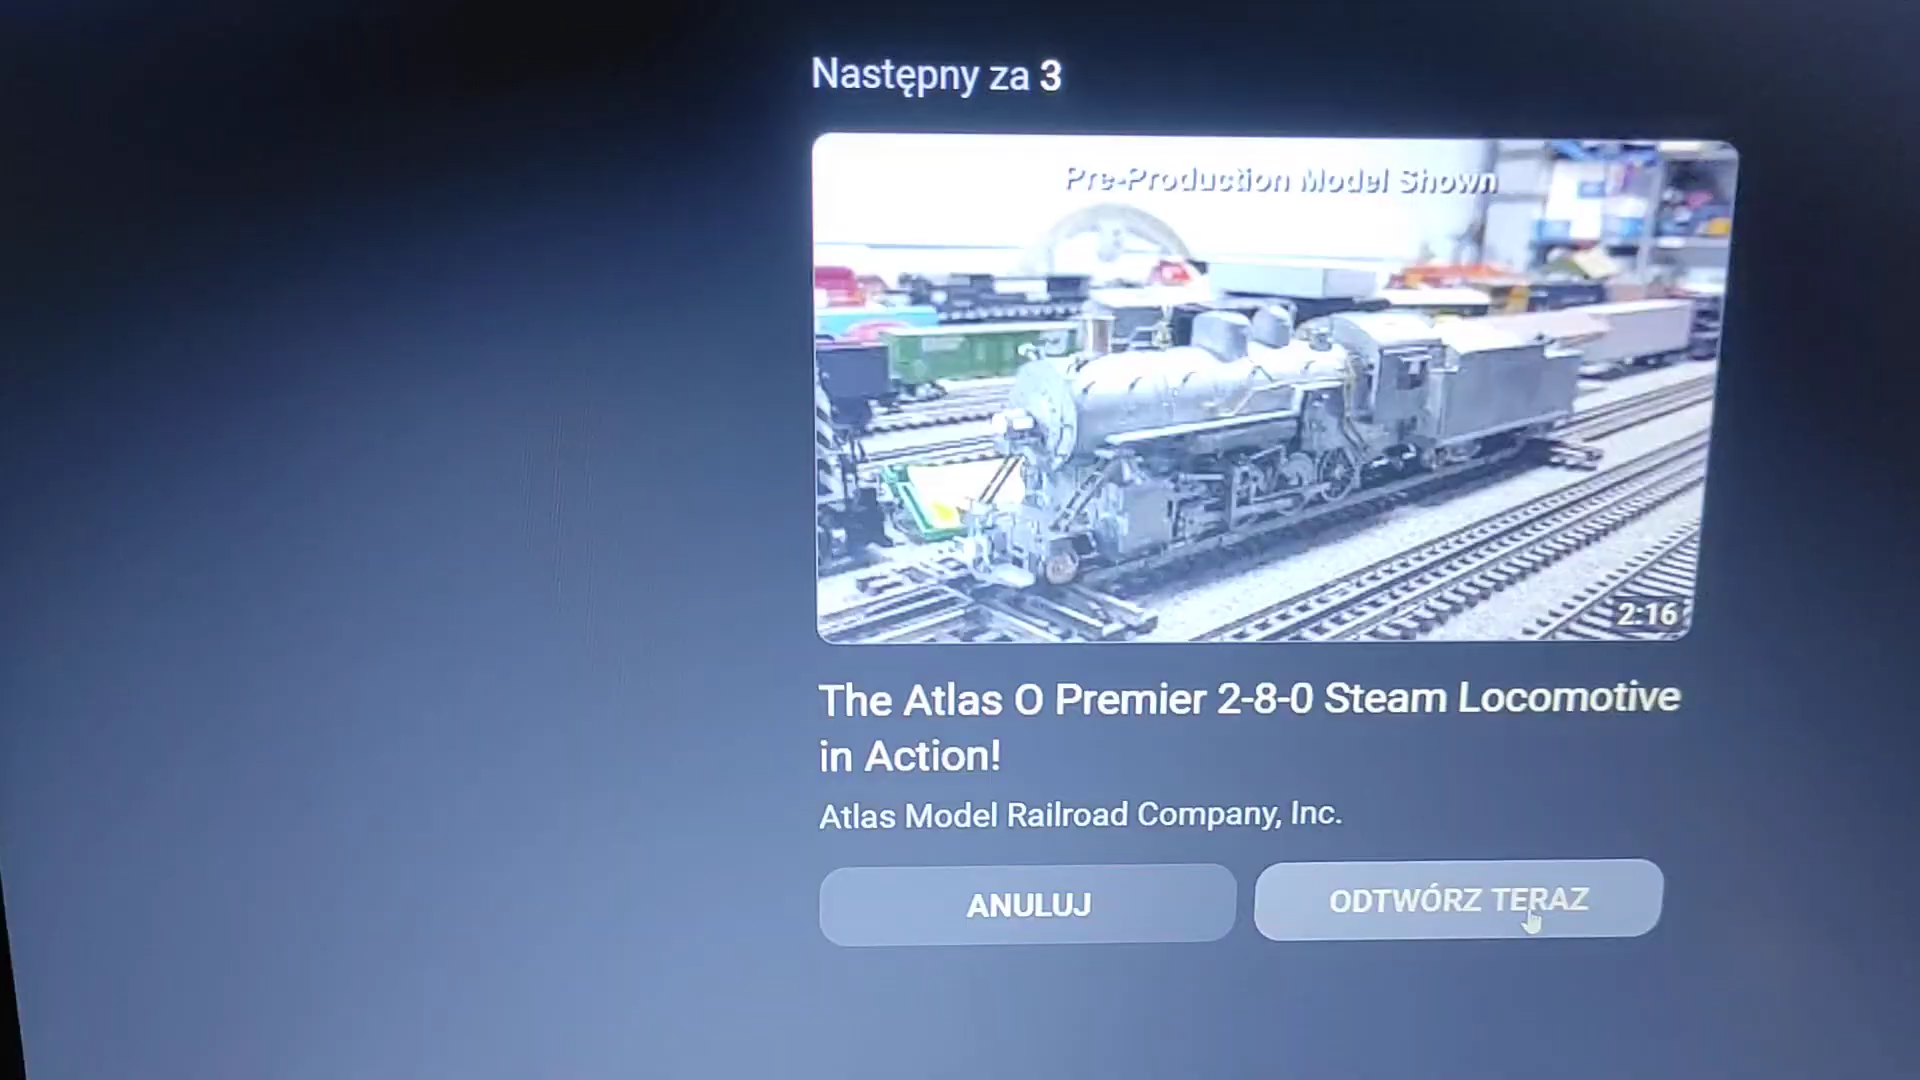 Następny za 3
Pre-Production Model Shown
2:16
The Atlas O Premier 2-8-0 Steam Locomotive
in Action!
Atlas Model Railroad Company, Inc.
ANULUJ
ODTWÓRZ TERAZ